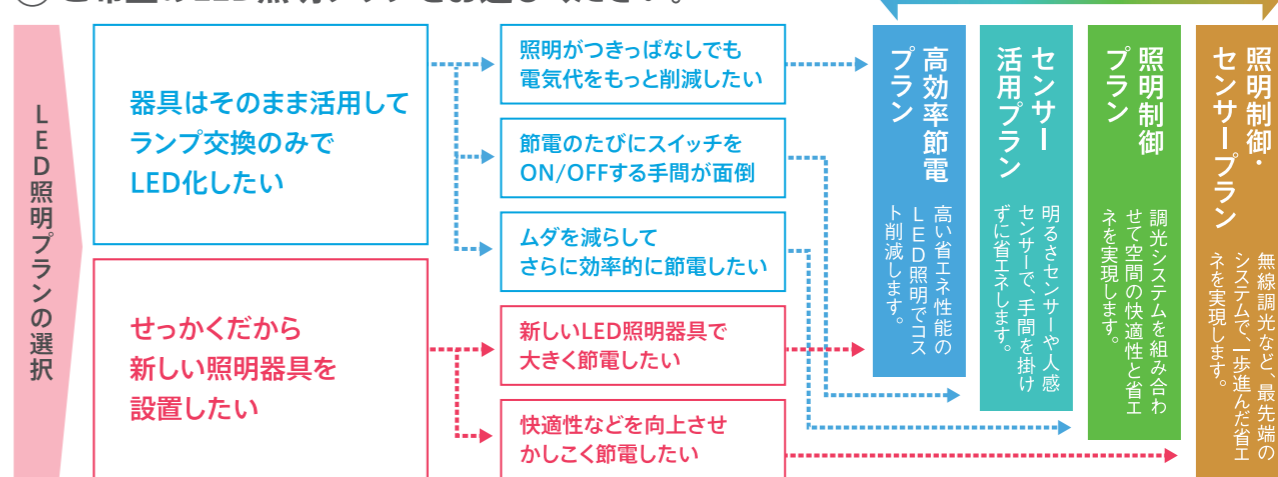 LED照明プランの選択
器具はそのまま活用して
ランプ交換のみで
LED化したい
せっかくだから
新しい照明器具を
設置したい
照明がつきっぱなしでも
電気代をもっと削減したい
節電のたびにスイッチを
ON/OFFする手間が面倒
ムダを減らして
さらに効率的に節電したい
新しいLED照明器具で
大きく節電したい
快適性などを向上させ
かしこく節電したい
高効率節電
プラン
高い省エネ性能の
LED照明でコス
ト削減します。
センサー
活用プラン
明るさセンサーや人感
センサーで、手間を掛け
ずに省エネします。
照明制御
プラン
調光システムを組み合わ
せて空間の快適性と省エ
ネを実現します。
照明制御・
センサープラン
無線調光など、最先端の
システムで、一歩進んだ省エ
ネを実現します。